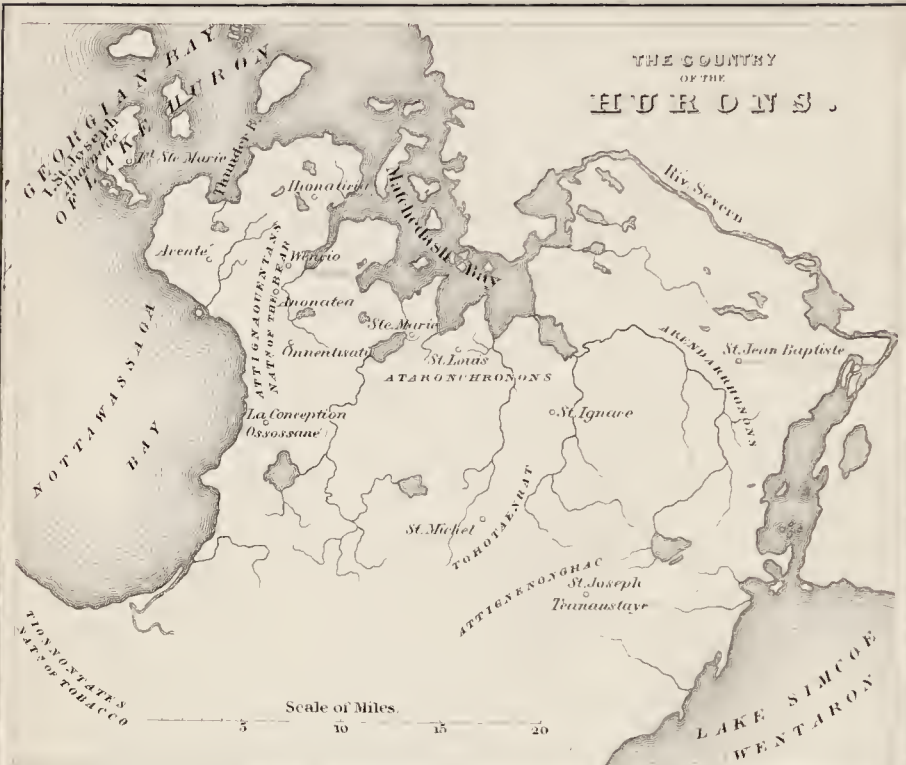 THE COUNTRY
OF THE
HURONS.
GEORGIAN BAY
OF LAKE HURON
I. St. Joseph
Ahoendoe
Ft. Ste Marie
Thunder B.
Ihonatiria
Matchedash Bay
Riv. Severn
Arenté
Wenrio
ATTIGNAOUENTANS
NATN OF THE BEAR
Anonatea
Ste. Marie
Onnentisati
St. Louis
ATARONCHRONONS
ARENDARRHONONS
St. Jean Baptiste
NOTTAWASSAGA
BAY
La Conception
Ossossané
St. Ignace
St. Michel
TOHOTAENRAT
ATTIGNENONGHAC
St. Joseph
Teanaustaye
TIONNONTATES
NATN OF TOBACCO
Scale of Miles.
5 10 15 20
LAKE SIMCOE
WENTARON